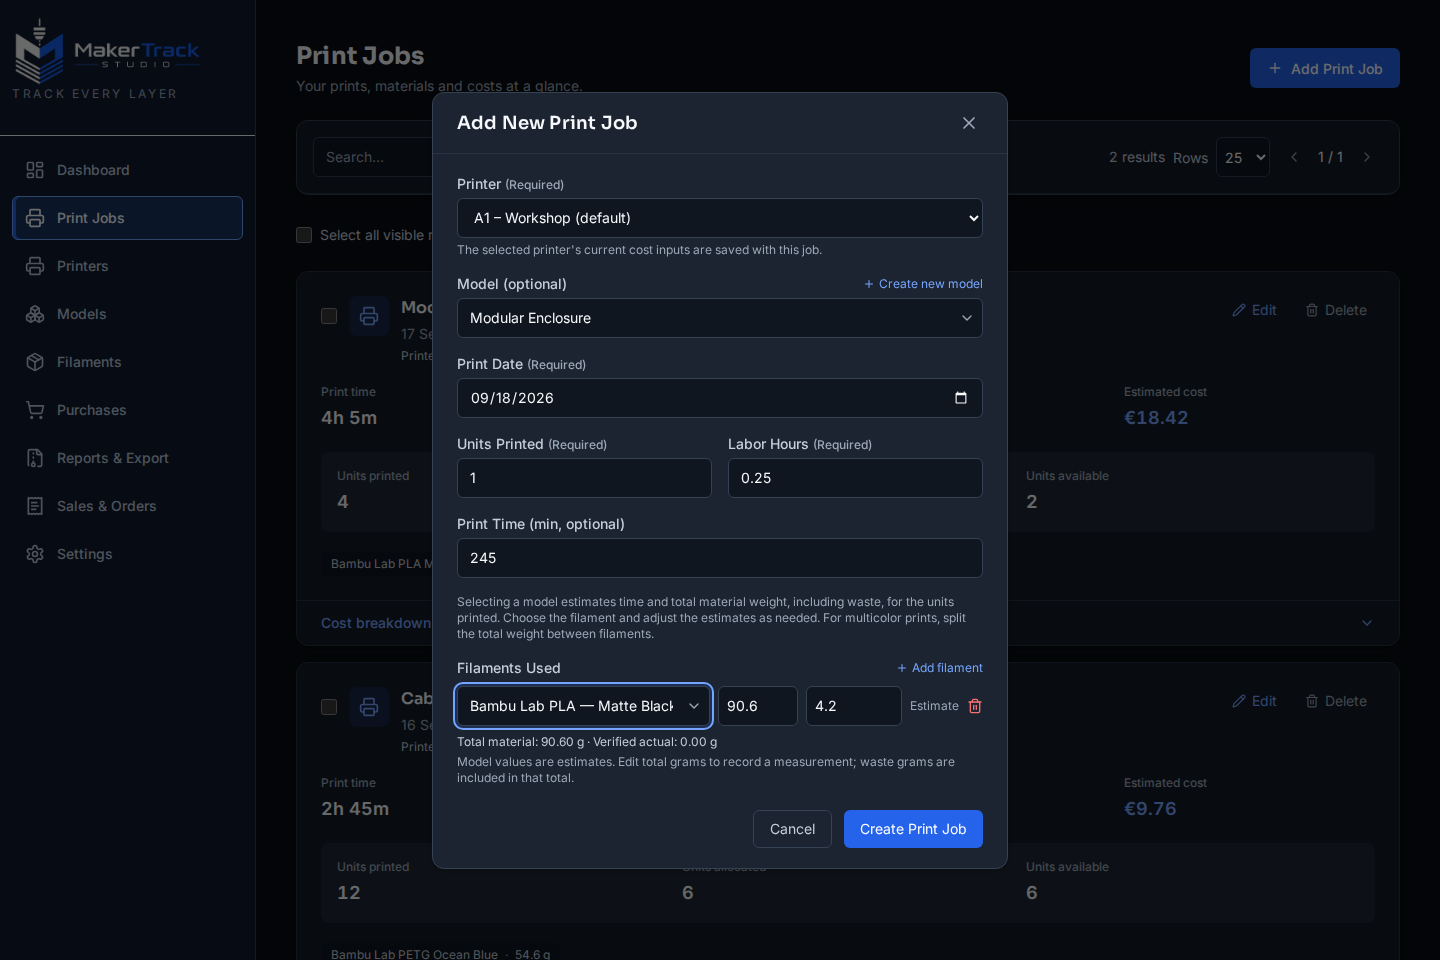 MakerTrack
STUDIO
TRACK EVERY LAYER
Dashboard
Print Jobs
Printers
Models
Filaments
Purchases
Reports & Export
Sales & Orders
Settings
Print Jobs
Your prints, materials and costs at a glance.
Add Print Job
Search...
2 results
Rows
25
1 / 1
Select all visible
17
Edit
Delete
Print time
4h 5m
Estimated cost
€18.42
Units printed
4
Units available
2
Bambu Lab PLA
Cost breakdown
16
Edit
Delete
Print time
2h 45m
Estimated cost
€9.76
Units printed
12
6
Units available
6
Bambu Lab PETG Ocean Blue · 54.6 g
Add New Print Job
Printer (Required)
A1 – Workshop (default)
The selected printer's current cost inputs are saved with this job.
Model (optional)
Create new model
Modular Enclosure
Print Date (Required)
09/18/2026
Units Printed (Required)
Labor Hours (Required)
1
0.25
Print Time (min, optional)
245
Selecting a model estimates time and total material weight, including waste, for the units
printed. Choose the filament and adjust the estimates as needed. For multicolor prints, split
the total weight between filaments.
Filaments Used
Add filament
Bambu Lab PLA — Matte Black
90.6
4.2
Estimate
Total material: 90.60 g · Verified actual: 0.00 g
Model values are estimates. Edit total grams to record a measurement; waste grams are
included in that total.
Cancel
Create Print Job